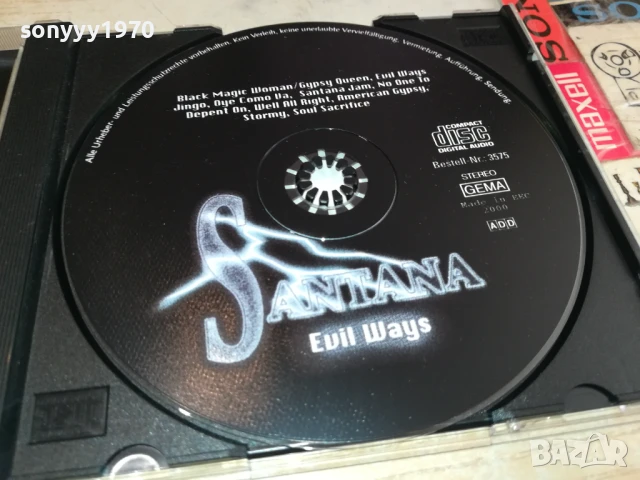 sonyyy1970
Alle Urheber- und Leistungsschutzrechte vorbehalten. Kein Verleih, keine unerlaubte Vervielfältigung, Vermietung, Aufführung, Sendung.
Black Magic Woman/Gypsy Queen, Evil Ways
Jingo, Oye Como Va, Santana Jam, No One To
Depent On, Well All Right, American Gypsy,
Stormy, Soul Sacrifice
COMPACT
disc
DIGITAL AUDIO
Bestell-Nr.: 3575
STEREO
GEMA
Made in EEC
2000
ADD
SANTANA
Evil Ways
maxell
BAZAR